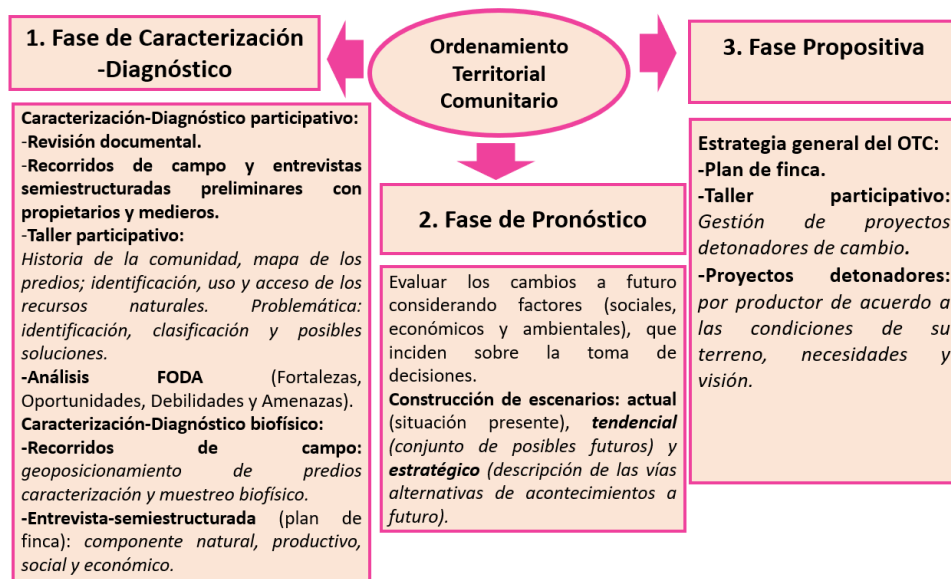 1. Fase de Caracterización
-Diagnóstico
Ordenamiento
Territorial
Comunitario
3. Fase Propositiva
Caracterización-Diagnóstico participativo:
-Revisión documental.
-Recorridos de campo y entrevistas
semiestructuradas preliminares con
propietarios y medieros.
-Taller participativo:
Historia de la comunidad, mapa de los
predios; identificación, uso y acceso de los
recursos naturales. Problemática:
identificación, clasificación y posibles
soluciones.
-Análisis FODA (Fortalezas,
Oportunidades, Debilidades y Amenazas).
Caracterización-Diagnóstico biofísico:
-Recorridos de campo:
geoposicionamiento de predios
caracterización y muestreo biofísico.
-Entrevista-semiestructurada (plan de
finca): componente natural, productivo,
social y económico.
2. Fase de Pronóstico
Evaluar los cambios a futuro
considerando factores (sociales,
económicos y ambientales), que
inciden sobre la toma de
decisiones.
Construcción de escenarios: actual
(situación presente), tendencial
(conjunto de posibles futuros) y
estratégico (descripción de las vías
alternativas de acontecimientos a
futuro).
Estrategia general del OTC:
-Plan de finca.
-Taller participativo:
Gestión de proyectos
detonadores de cambio.
-Proyectos detonadores:
por productor de acuerdo a
las condiciones de su
terreno, necesidades y
visión.